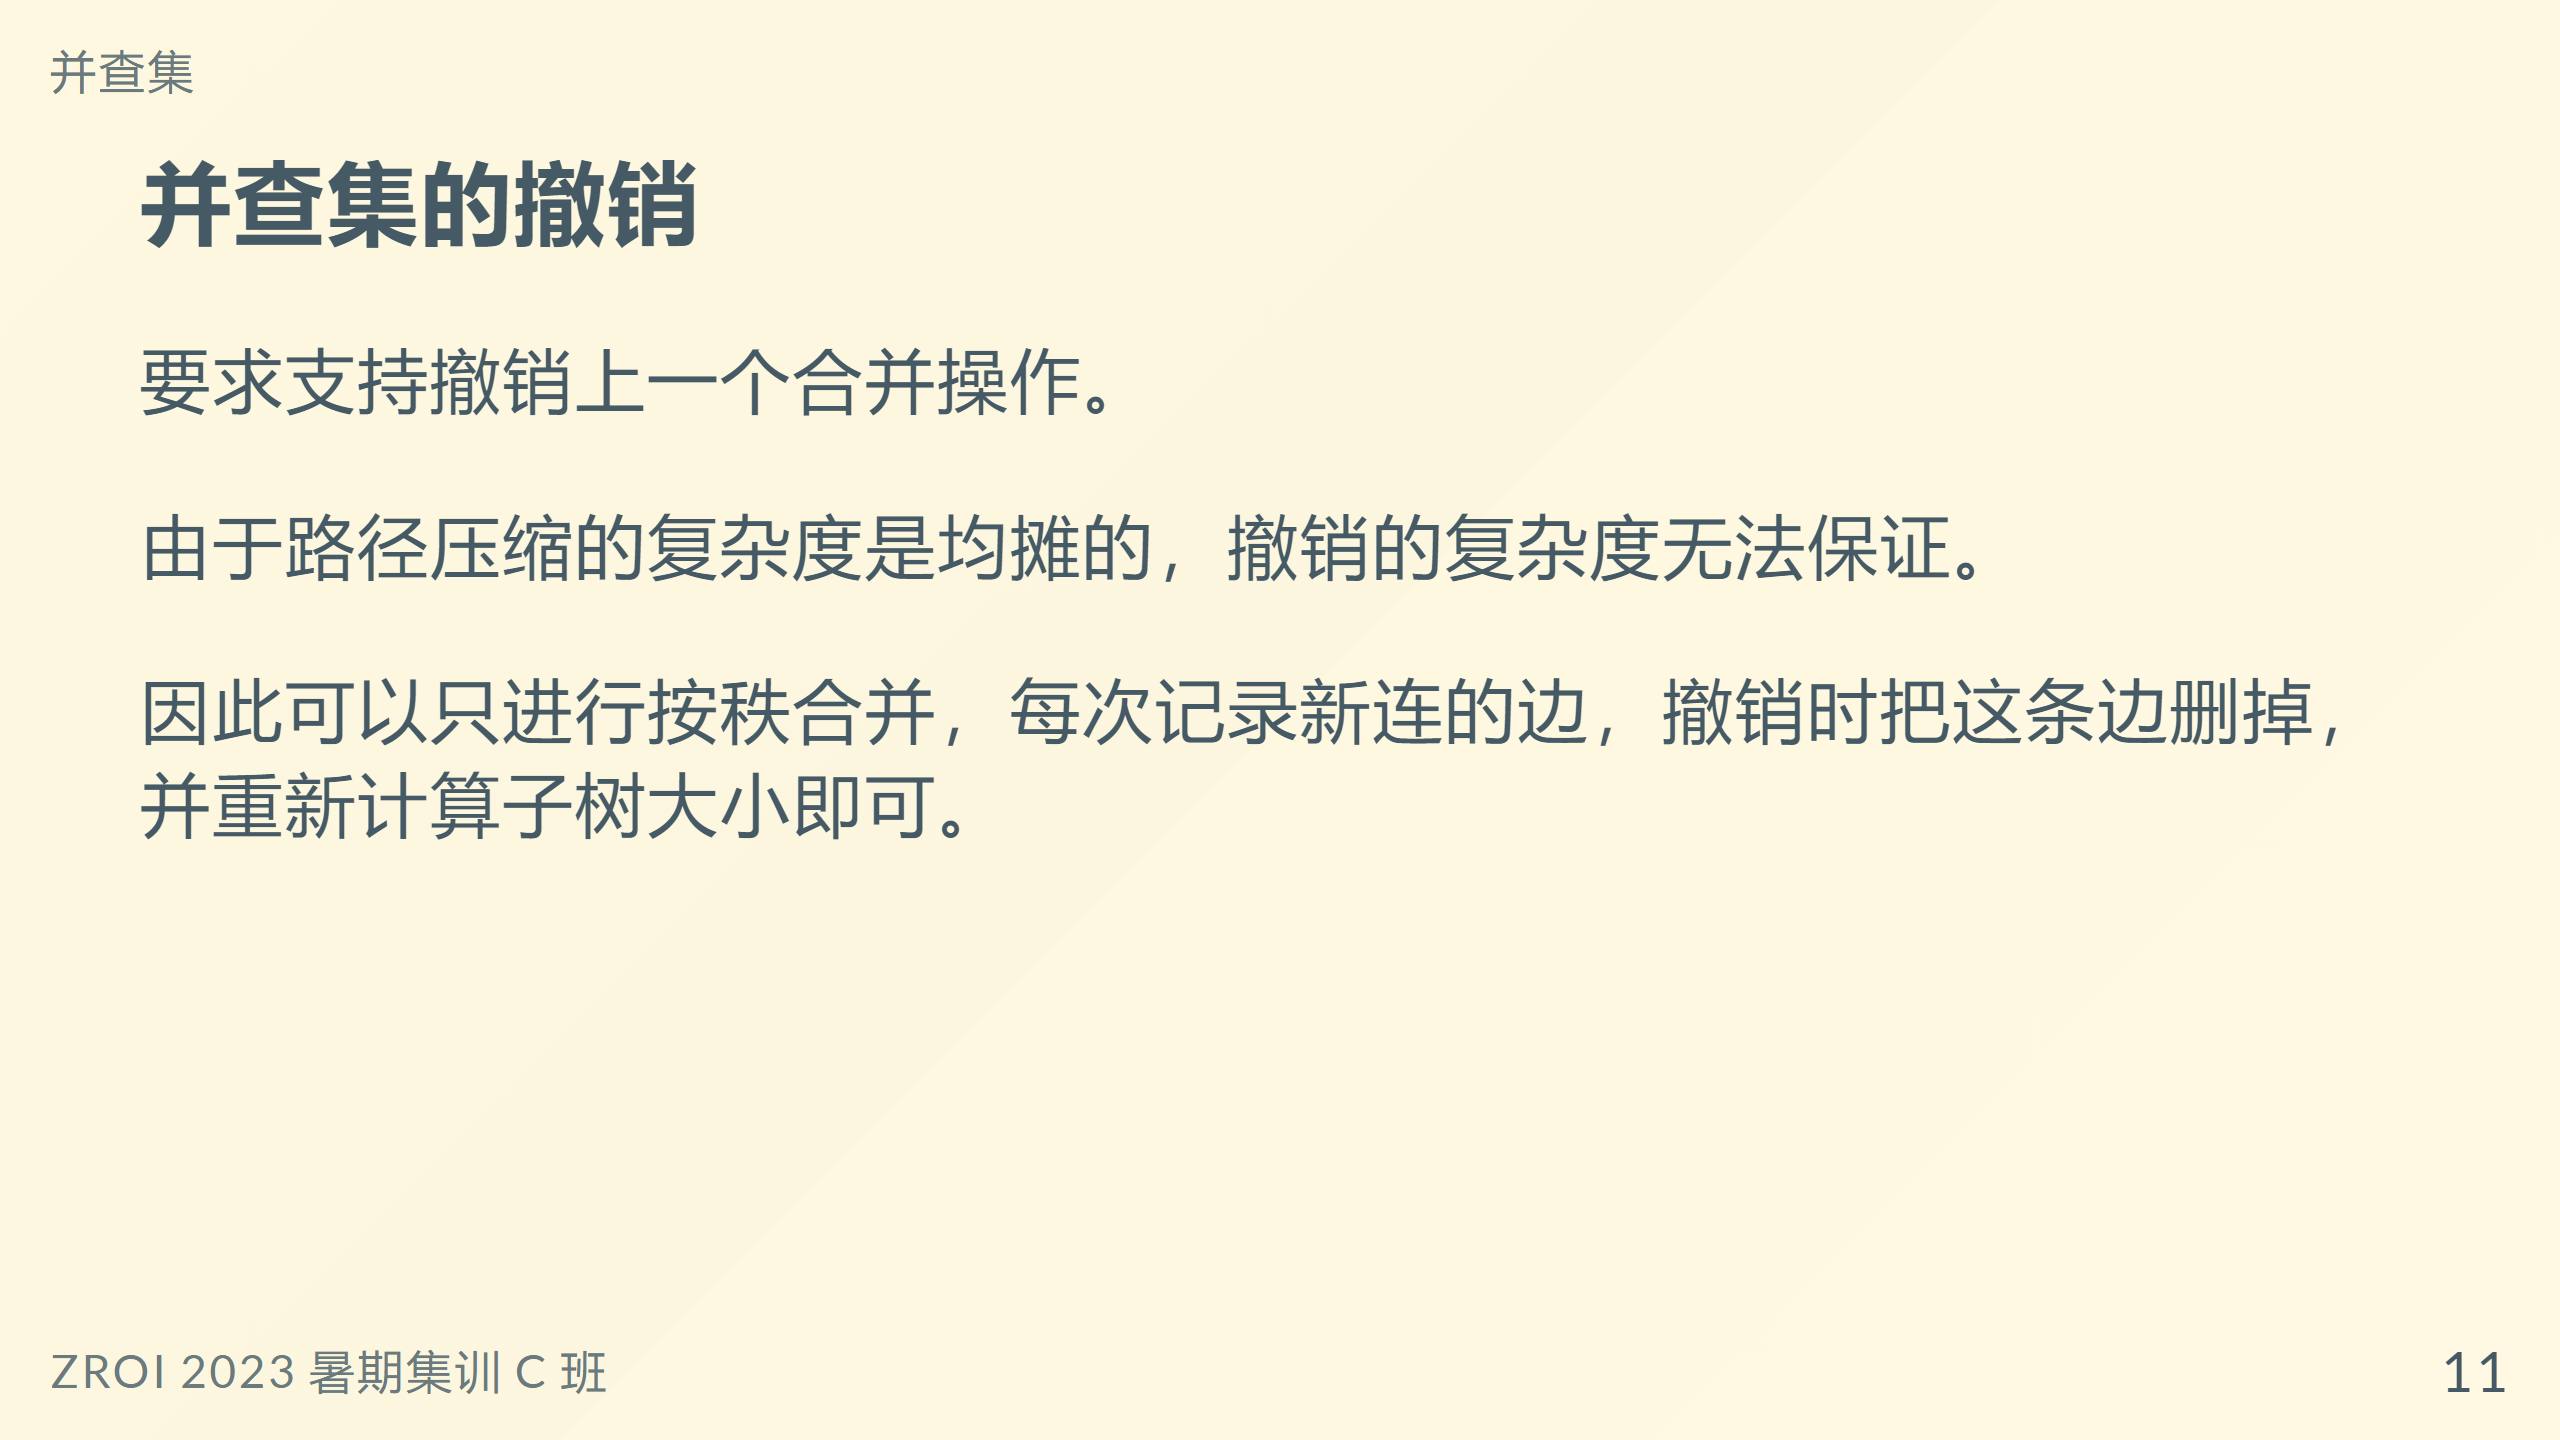 并查集
并查集的撤销
要求支持撤销上一个合并操作。
由于路径压缩的复杂度是均摊的，撤销的复杂度无法保证。
因此可以只进行按秩合并，每次记录新连的边，撤销时把这条边删掉，
并重新计算子树大小即可。
ZROI 2023 暑期集训 C 班
11